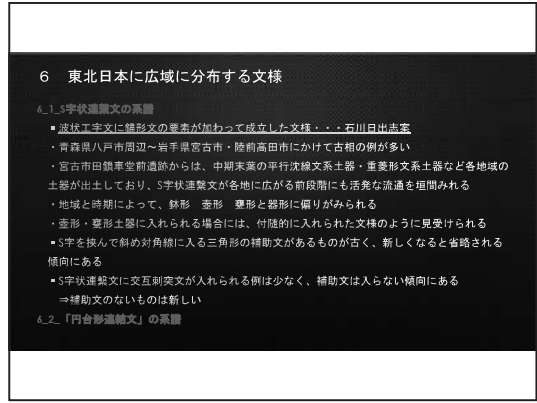 6 東北日本に広域に分布する文様
6_1_S字状連繋文の系譜
▪波状工字文に錨形文の要素が加わって成立した文様・・・石川日出志案
・青森県八戸市周辺~岩手県宮古市・陸前高田市にかけて古相の例が多い
・宮古市田鎖車堂前遺跡からは、中期末葉の平行沈線文系土器・重菱形文系土器など各地域の
土器が出土しており、S字状連繋文が各地に広がる前段階にも活発な流通を垣間みれる
・地域と時期によって、鉢形 壺形 甕形と器形に偏りがみられる
・壺形・甕形土器に入れられる場合には、付随的に入れられた文様のように見受けられる
▪S字を挟んで斜め対角線に入る三角形の補助文があるものが古く、新しくなると省略される
傾向にある
▪S字状連繋文に交互刺突文が入れられる例は少なく、補助文は入らない傾向にある
⇒補助文のないものは新しい
6_2_「円台形連結文」の系譜